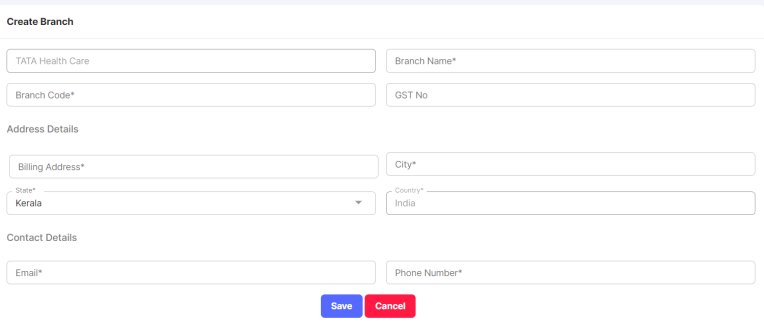 Create Branch
TATA Health Care
Branch Name*
Branch Code*
GST No
Address Details
Billing Address*
City*
State*
Kerala
Country*
India
Contact Details
Email*
Phone Number*
Save
Cancel